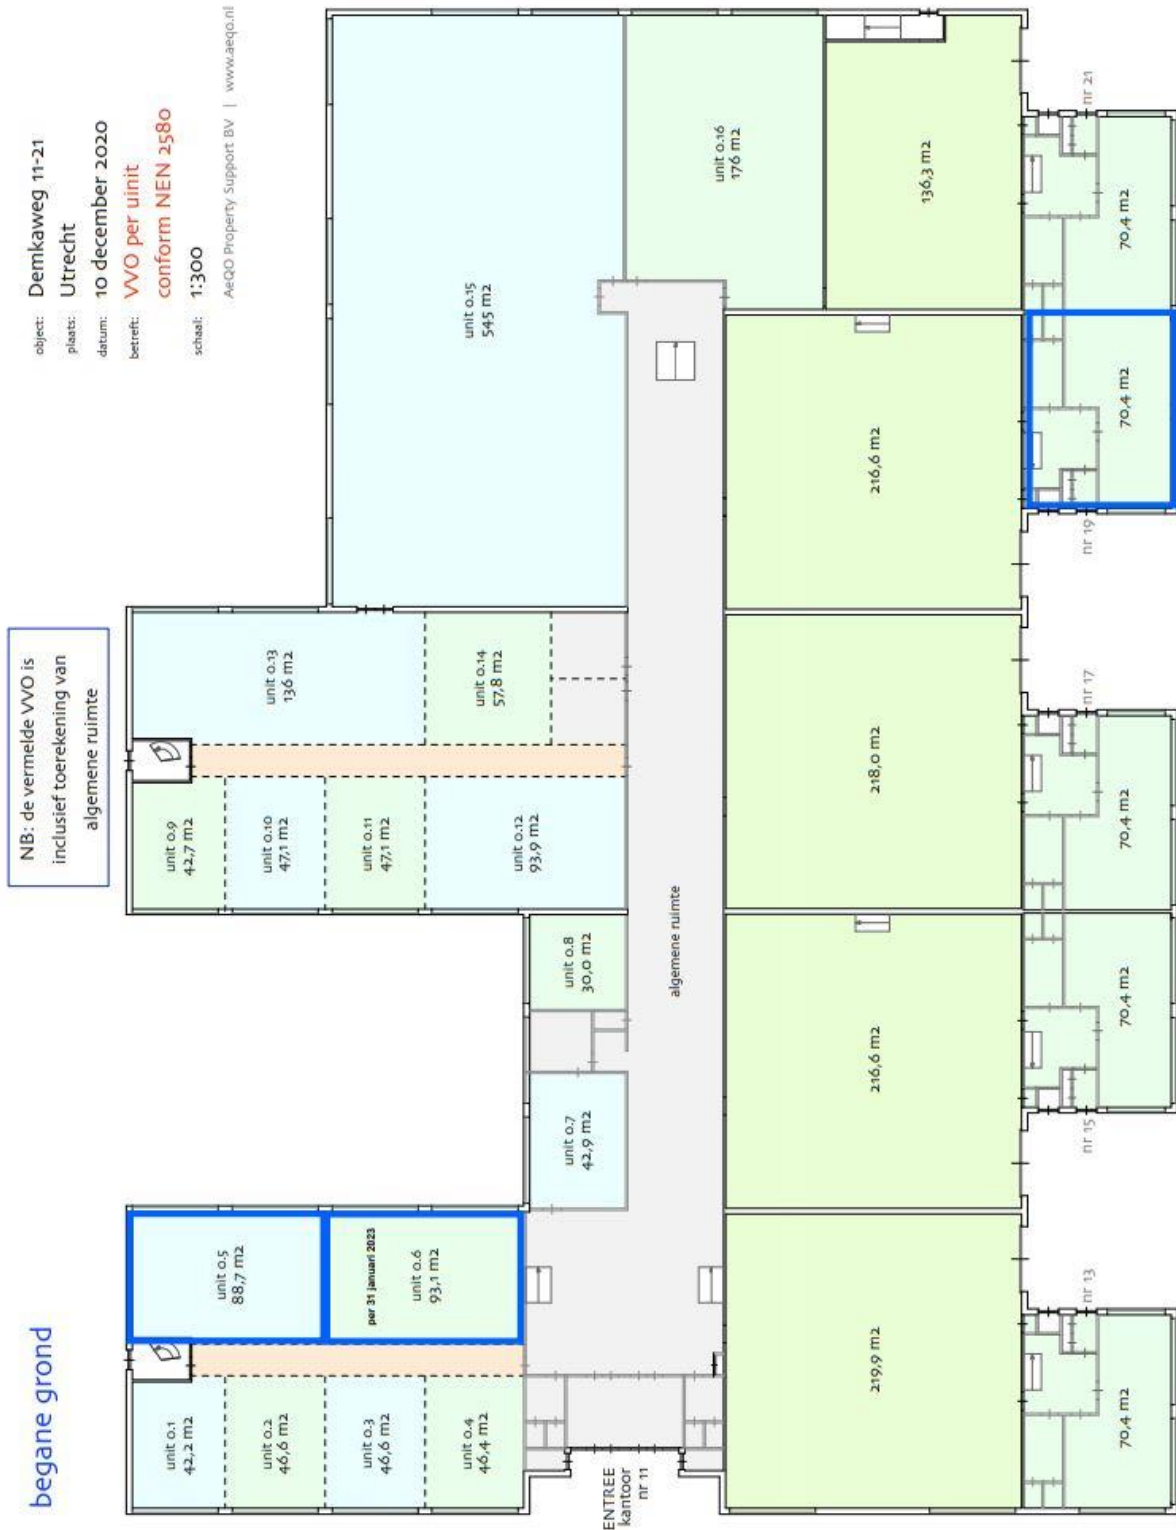 begane grond
NB: de vermelde VVO is
inclusief toerekening van
algemene ruimte
object: Demkaweg 11-21
plaats: Utrecht
datum: 10 december 2020
betreft: VVO per uinit
conform NEN 2580
schaal: 1:300
AeQO Property Support BV | www.aeqo.nl
unit 0.1
42,2 m2
unit 0.2
46,6 m2
unit 0.3
46,6 m2
unit 0.4
46,4 m2
unit 0.5
88,7 m2
per 31 januari 2023
unit 0.6
93,1 m2
unit 0.7
42,9 m2
unit 0.8
30,0 m2
unit 0.9
42,7 m2
unit 0.10
47,1 m2
unit 0.11
47,1 m2
unit 0.12
93,9 m2
unit 0.13
136 m2
unit 0.14
57,8 m2
unit 0.15
545 m2
unit 0.16
176 m2
ENTREE
kantoor
nr 11
algemene ruimte
219,9 m2
216,6 m2
218,0 m2
216,6 m2
136,3 m2
nr 13
nr 15
nr 17
nr 19
nr 21
70,4 m2
70,4 m2
70,4 m2
70,4 m2
70,4 m2